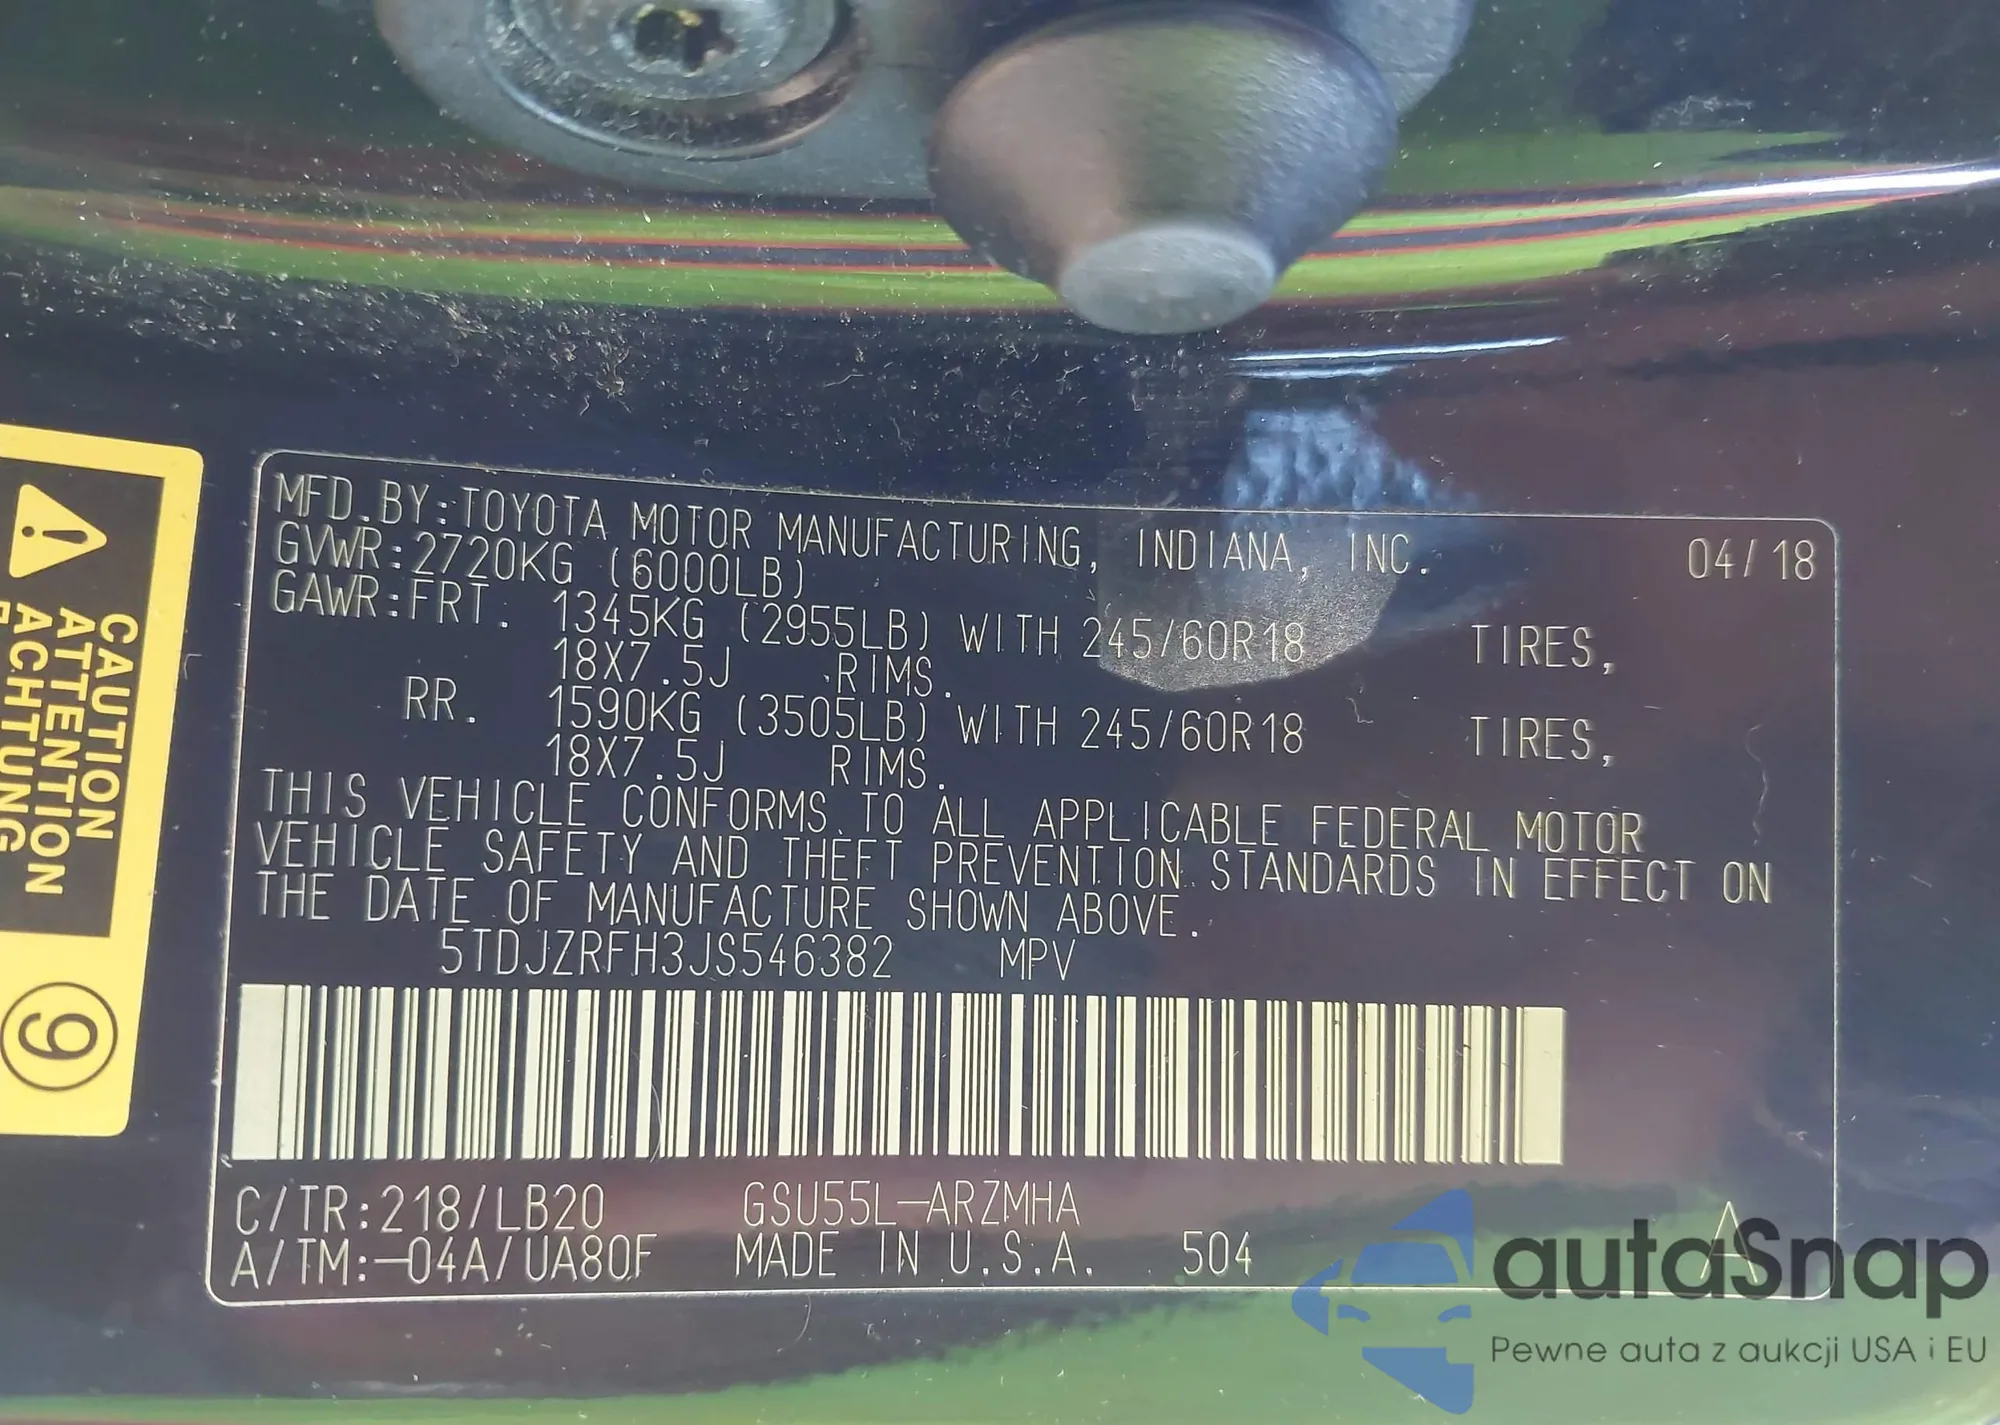 MFD.BY:TOYOTA MOTOR MANUFACTURING, INDIANA, INC. 04/18
GVWR:2720KG (6000LB)
GAWR:FRT. 1345KG (2955LB) WITH 245/60R18 TIRES,
18X7.5J RIMS.
RR. 1590KG (3505LB) WITH 245/60R18 TIRES,
18X7.5J RIMS.
THIS VEHICLE CONFORMS TO ALL APPLICABLE FEDERAL MOTOR
VEHICLE SAFETY AND THEFT PREVENTION STANDARDS IN EFFECT ON
THE DATE OF MANUFACTURE SHOWN ABOVE.
5TDJZRFH3JS546382 MPV
C/TR:218/LB20 GSU55L-ARZMHA A
A/TM:-04A/UA80F MADE IN U.S.A. 504
CAUTION
ATTENTION
ACHTUNG
9
autaSnap
Pewne auta z aukcji USA i EU